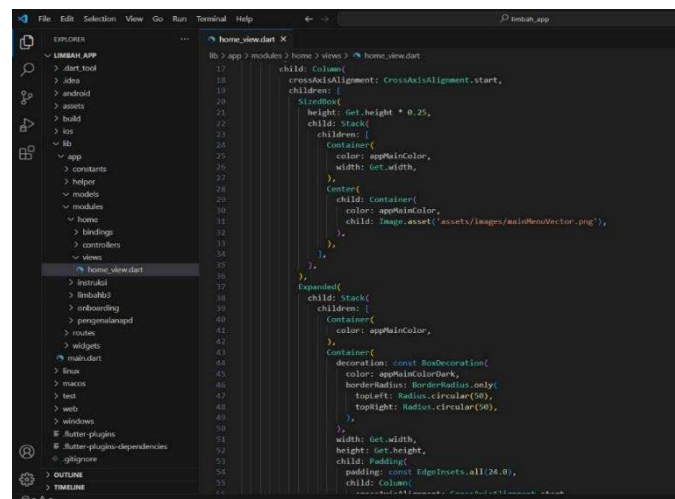 File Edit Selection View Go Run Terminal Help
limbah_app
EXPLORER ...
LIMBAH_APP
.dart_tool
.idea
android
assets
build
ios
lib
app
constants
helper
models
modules
home
bindings
controllers
views
home_view.dart
instruksi
limbahb3
onboarding
pengenalanapd
routes
widgets
main.dart
linux
macos
test
web
windows
.flutter-plugins
.flutter-plugins-dependencies
.gitignore
OUTLINE
TIMELINE
home_view.dart
lib > app > modules > home > views > home_view.dart
17 child: Column(
18 crossAxisAlignment: CrossAxisAlignment.start,
19 children: [
20 SizedBox(
21 height: Get.height * 0.25,
22 child: Stack(
23 children: [
24 Container(
25 color: appMainColor,
26 width: Get.width,
27 ),
28 Center(
29 child: Container(
30 color: appMainColor,
31 child: Image.asset('assets/images/mainMenuVector.png'),
32 ),
33 ),
34 ],
35 ),
36 ),
37 Expanded(
38 child: Stack(
39 children: [
40 Container(
41 color: appMainColor,
42 ),
43 Container(
44 decoration: const BoxDecoration(
45 color: appMainColorDark,
46 borderRadius: BorderRadius.only(
47 topLeft: Radius.circular(50),
48 topRight: Radius.circular(50),
49 ),
50 ),
51 width: Get.width,
52 height: Get.height,
53 child: Padding(
54 padding: const EdgeInsets.all(24.0),
55 child: Column(